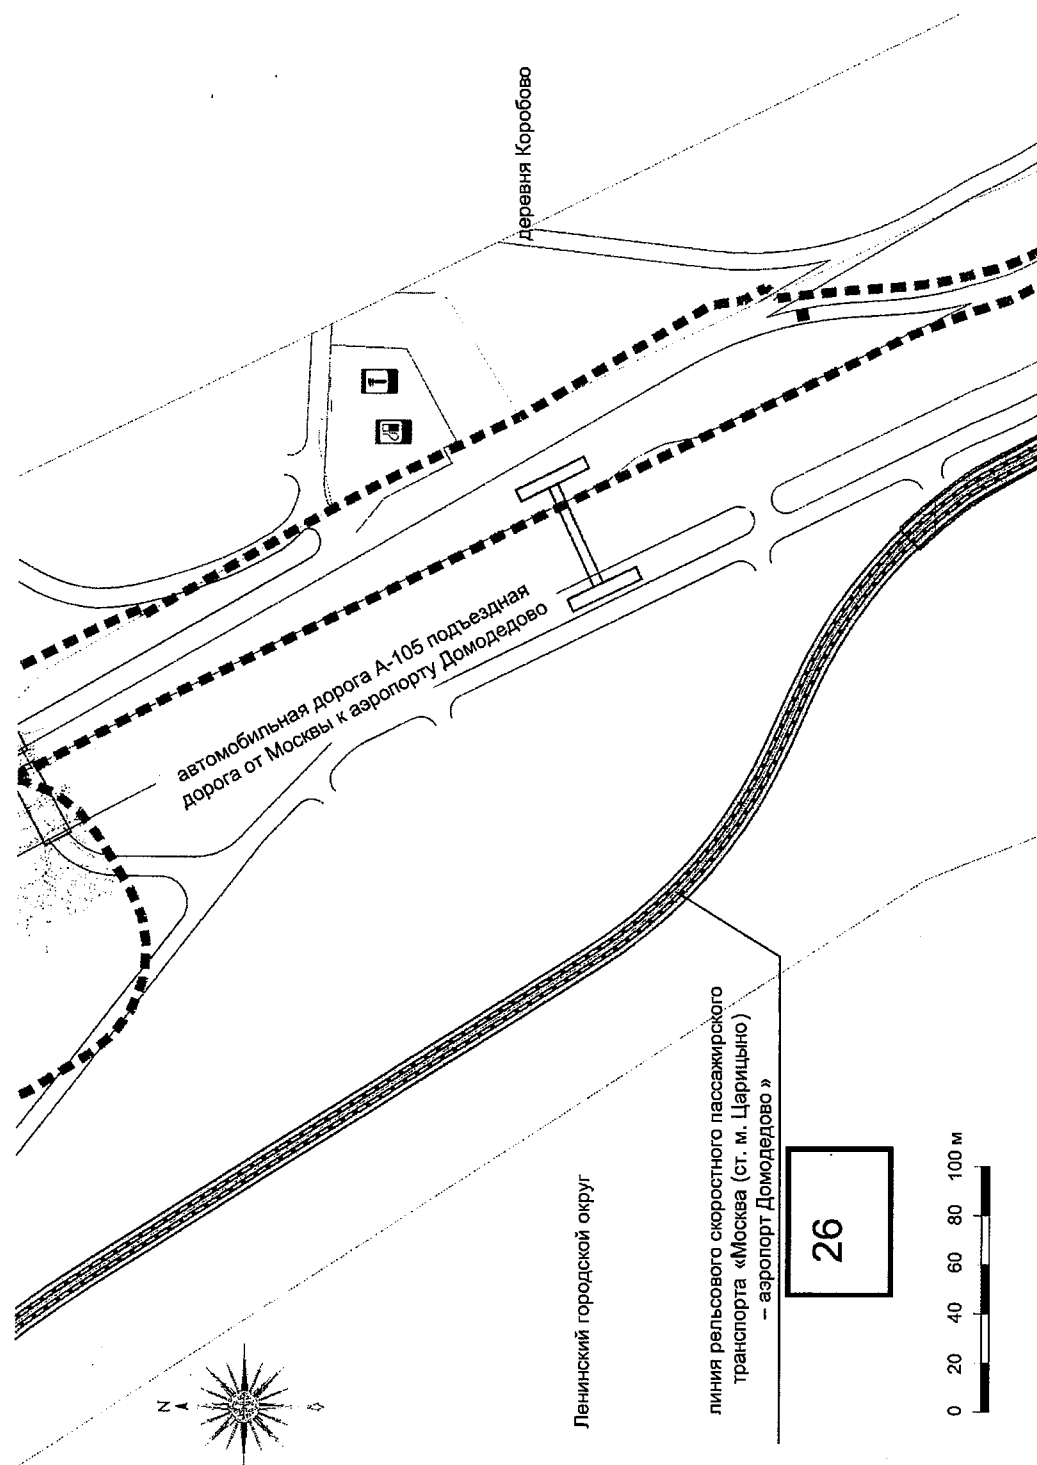 деревня Коробово
автомобильная дорога А-105 подъездная
дорога от Москвы к аэропорту Домодедово
Ленинский городской округ
линия рельсового скоростного пассажирского
транспорта «Москва (ст. м. Царицыно)
– аэропорт Домодедово»
26
0 20 40 60 80 100 м
N